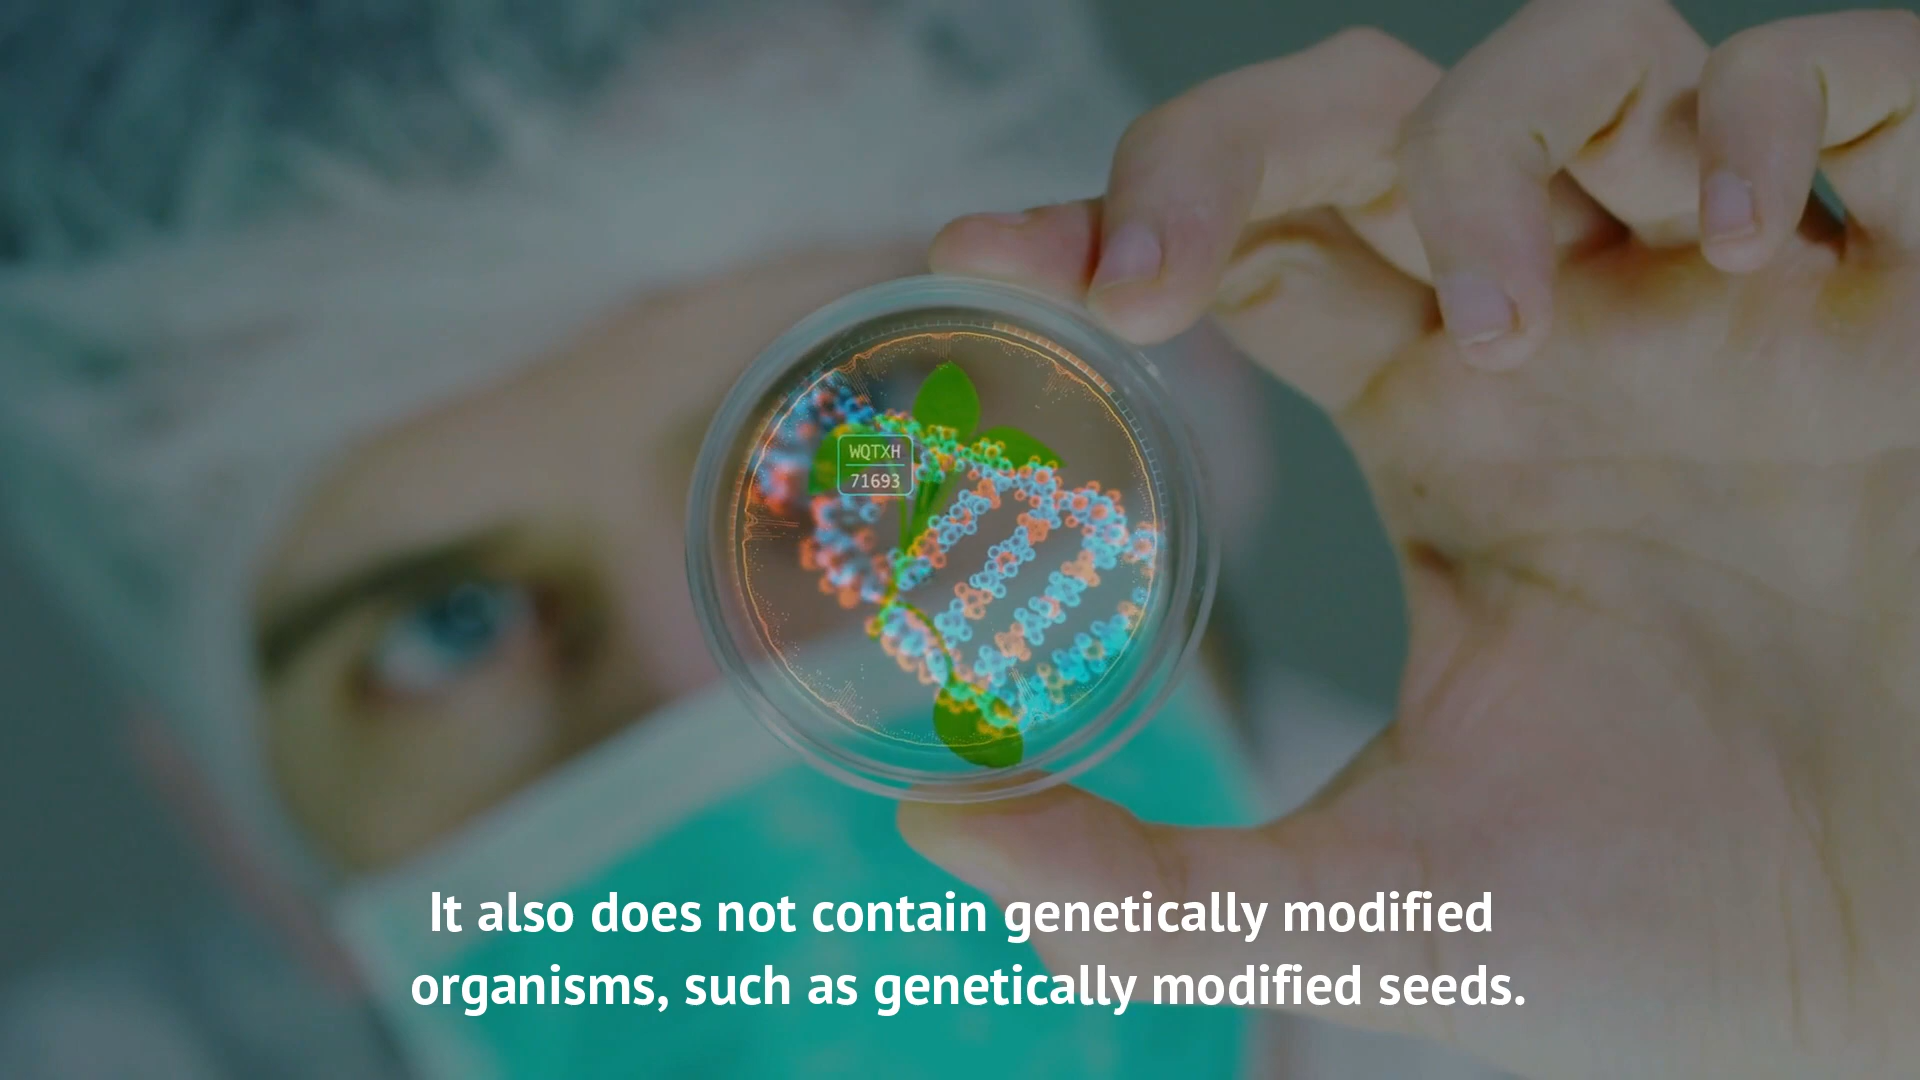 WQTXH
71693
It also does not contain genetically modified
organisms, such as genetically modified seeds.